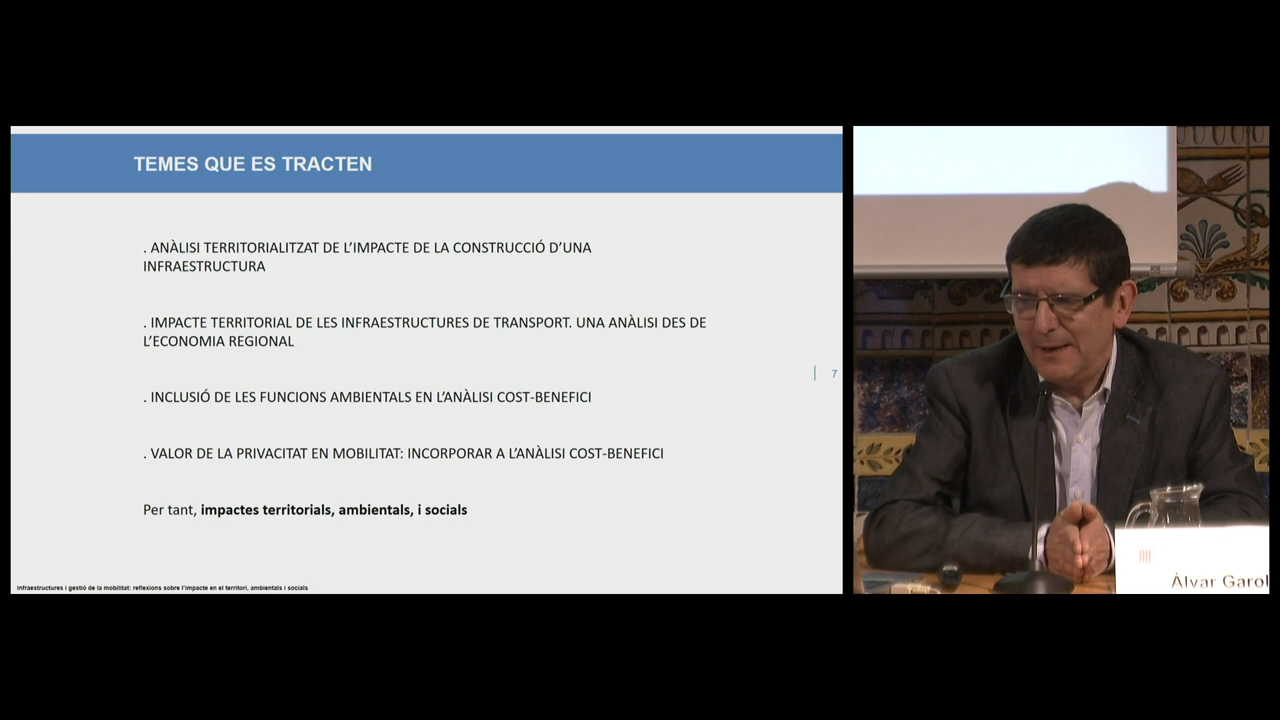 TEMES QUE ES TRACTEN
. ANÀLISI TERRITORIALITZAT DE L'IMPACTE DE LA CONSTRUCCIÓ D'UNA
INFRAESTRUCTURA
. IMPACTE TERRITORIAL DE LES INFRAESTRUCTURES DE TRANSPORT. UNA ANÀLISI DES DE
L'ECONOMIA REGIONAL
. INCLUSIÓ DE LES FUNCIONS AMBIENTALS EN L'ANÀLISI COST-BENEFICI
. VALOR DE LA PRIVACITAT EN MOBILITAT: INCORPORAR A L'ANÀLISI COST-BENEFICI
Per tant, impactes territorials, ambientals, i socials
7
Infraestructures i gestió de la mobilitat: reflexions sobre l'impacte en el territori, ambientals i socials
Àlvar Garol